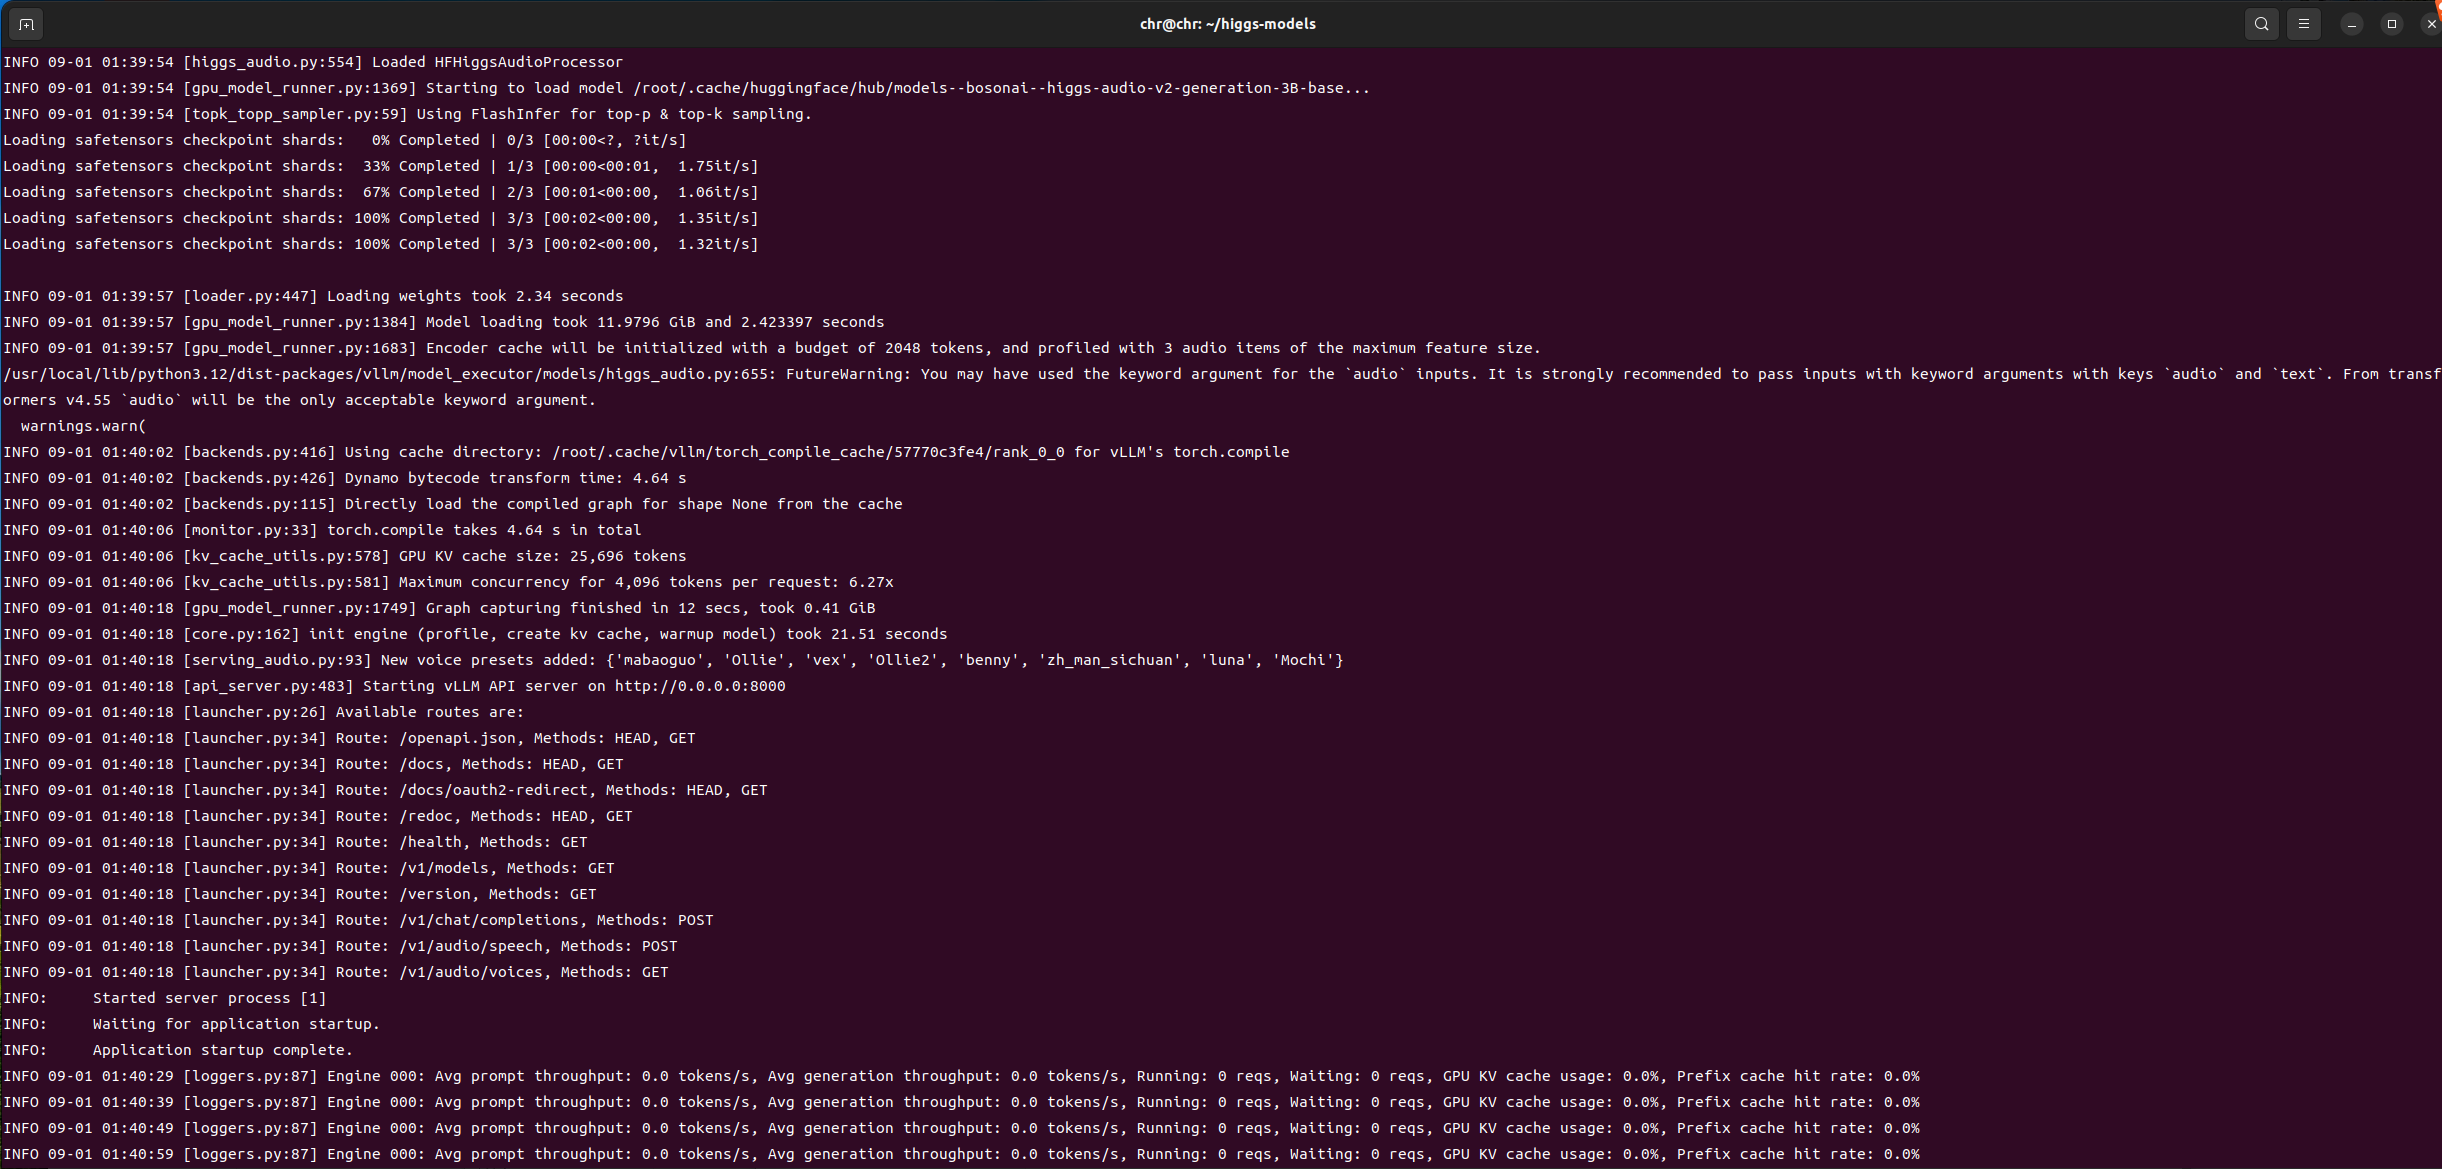 chr@chr: ~/higgs-models
INFO 09-01 01:39:54 [higgs_audio.py:554] Loaded HFHiggsAudioProcessor
INFO 09-01 01:39:54 [gpu_model_runner.py:1369] Starting to load model /root/.cache/huggingface/hub/models--bosonai--higgs-audio-v2-generation-3B-base...
INFO 09-01 01:39:54 [topk_topp_sampler.py:59] Using FlashInfer for top-p & top-k sampling.
Loading safetensors checkpoint shards:   0% Completed | 0/3 [00:00<?, ?it/s]
Loading safetensors checkpoint shards:  33% Completed | 1/3 [00:00<00:01,  1.75it/s]
Loading safetensors checkpoint shards:  67% Completed | 2/3 [00:01<00:00,  1.06it/s]
Loading safetensors checkpoint shards: 100% Completed | 3/3 [00:02<00:00,  1.35it/s]
Loading safetensors checkpoint shards: 100% Completed | 3/3 [00:02<00:00,  1.32it/s]
INFO 09-01 01:39:57 [loader.py:447] Loading weights took 2.34 seconds
INFO 09-01 01:39:57 [gpu_model_runner.py:1384] Model loading took 11.9796 GiB and 2.423397 seconds
INFO 09-01 01:39:57 [gpu_model_runner.py:1683] Encoder cache will be initialized with a budget of 2048 tokens, and profiled with 3 audio items of the maximum feature size.
/usr/local/lib/python3.12/dist-packages/vllm/model_executor/models/higgs_audio.py:655: FutureWarning: You may have used the keyword argument for the `audio` inputs. It is strongly recommended to pass inputs with keyword arguments with keys `audio` and `text`. From transf
ormers v4.55 `audio` will be the only acceptable keyword argument.
  warnings.warn(
INFO 09-01 01:40:02 [backends.py:416] Using cache directory: /root/.cache/vllm/torch_compile_cache/57770c3fe4/rank_0_0 for vLLM's torch.compile
INFO 09-01 01:40:02 [backends.py:426] Dynamo bytecode transform time: 4.64 s
INFO 09-01 01:40:02 [backends.py:115] Directly load the compiled graph for shape None from the cache
INFO 09-01 01:40:06 [monitor.py:33] torch.compile takes 4.64 s in total
INFO 09-01 01:40:06 [kv_cache_utils.py:578] GPU KV cache size: 25,696 tokens
INFO 09-01 01:40:06 [kv_cache_utils.py:581] Maximum concurrency for 4,096 tokens per request: 6.27x
INFO 09-01 01:40:18 [gpu_model_runner.py:1749] Graph capturing finished in 12 secs, took 0.41 GiB
INFO 09-01 01:40:18 [core.py:162] init engine (profile, create kv cache, warmup model) took 21.51 seconds
INFO 09-01 01:40:18 [serving_audio.py:93] New voice presets added: {'mabaoguo', 'Ollie', 'vex', 'Ollie2', 'benny', 'zh_man_sichuan', 'luna', 'Mochi'}
INFO 09-01 01:40:18 [api_server.py:483] Starting vLLM API server on http://0.0.0.0:8000
INFO 09-01 01:40:18 [launcher.py:26] Available routes are:
INFO 09-01 01:40:18 [launcher.py:34] Route: /openapi.json, Methods: HEAD, GET
INFO 09-01 01:40:18 [launcher.py:34] Route: /docs, Methods: HEAD, GET
INFO 09-01 01:40:18 [launcher.py:34] Route: /docs/oauth2-redirect, Methods: HEAD, GET
INFO 09-01 01:40:18 [launcher.py:34] Route: /redoc, Methods: HEAD, GET
INFO 09-01 01:40:18 [launcher.py:34] Route: /health, Methods: GET
INFO 09-01 01:40:18 [launcher.py:34] Route: /v1/models, Methods: GET
INFO 09-01 01:40:18 [launcher.py:34] Route: /version, Methods: GET
INFO 09-01 01:40:18 [launcher.py:34] Route: /v1/chat/completions, Methods: POST
INFO 09-01 01:40:18 [launcher.py:34] Route: /v1/audio/speech, Methods: POST
INFO 09-01 01:40:18 [launcher.py:34] Route: /v1/audio/voices, Methods: GET
INFO:     Started server process [1]
INFO:     Waiting for application startup.
INFO:     Application startup complete.
INFO 09-01 01:40:29 [loggers.py:87] Engine 000: Avg prompt throughput: 0.0 tokens/s, Avg generation throughput: 0.0 tokens/s, Running: 0 reqs, Waiting: 0 reqs, GPU KV cache usage: 0.0%, Prefix cache hit rate: 0.0%
INFO 09-01 01:40:39 [loggers.py:87] Engine 000: Avg prompt throughput: 0.0 tokens/s, Avg generation throughput: 0.0 tokens/s, Running: 0 reqs, Waiting: 0 reqs, GPU KV cache usage: 0.0%, Prefix cache hit rate: 0.0%
INFO 09-01 01:40:49 [loggers.py:87] Engine 000: Avg prompt throughput: 0.0 tokens/s, Avg generation throughput: 0.0 tokens/s, Running: 0 reqs, Waiting: 0 reqs, GPU KV cache usage: 0.0%, Prefix cache hit rate: 0.0%
INFO 09-01 01:40:59 [loggers.py:87] Engine 000: Avg prompt throughput: 0.0 tokens/s, Avg generation throughput: 0.0 tokens/s, Running: 0 reqs, Waiting: 0 reqs, GPU KV cache usage: 0.0%, Prefix cache hit rate: 0.0%